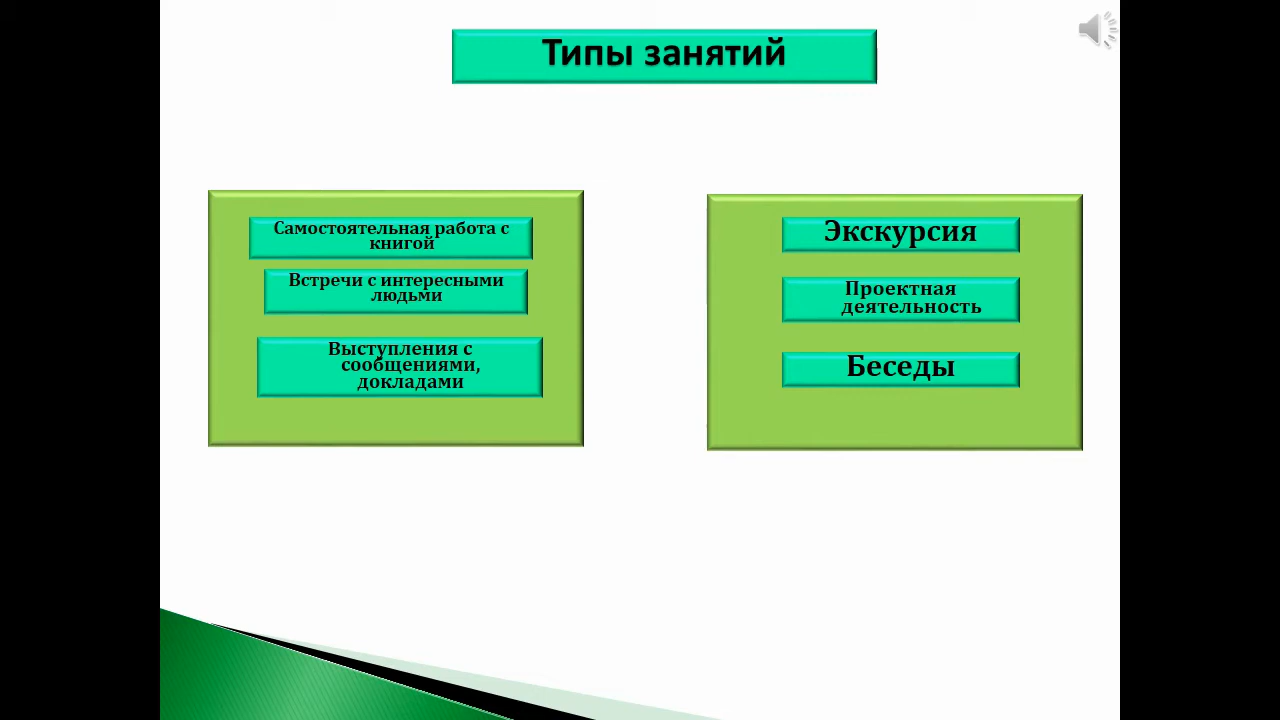 Типы занятий
Самостоятельная работа с
книгой
Встречи с интересными
людьми
Выступления с
сообщениями,
докладами
Экскурсия
Проектная
деятельность
Беседы